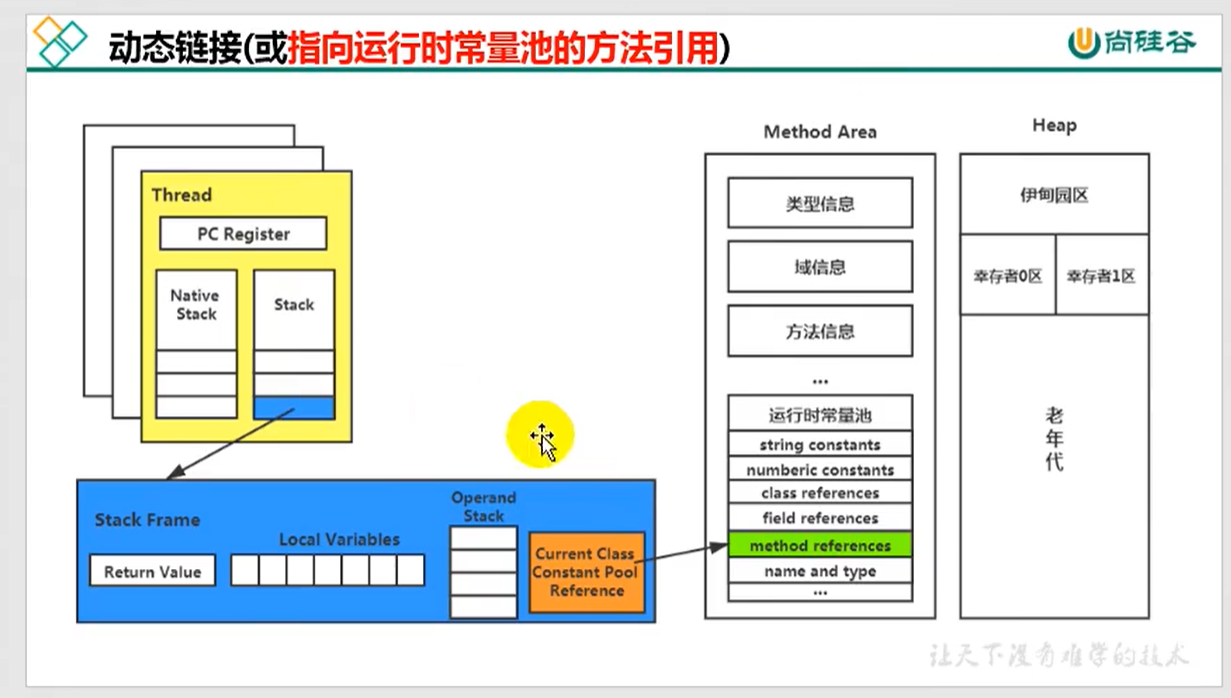 动态链接(或指向运行时常量池的方法引用)
尚硅谷
Thread
PC Register
Native
Stack
Stack
Stack Frame
Return Value
Local Variables
Operand
Stack
Current Class
Constant Pool
Reference
Method Area
类型信息
域信息
方法信息
...
运行时常量池
string constants
numberic constants
class references
field references
method references
name and type
...
Heap
伊甸园区
幸存者0区
幸存者1区
老
年
代
让天下没有难学的技术